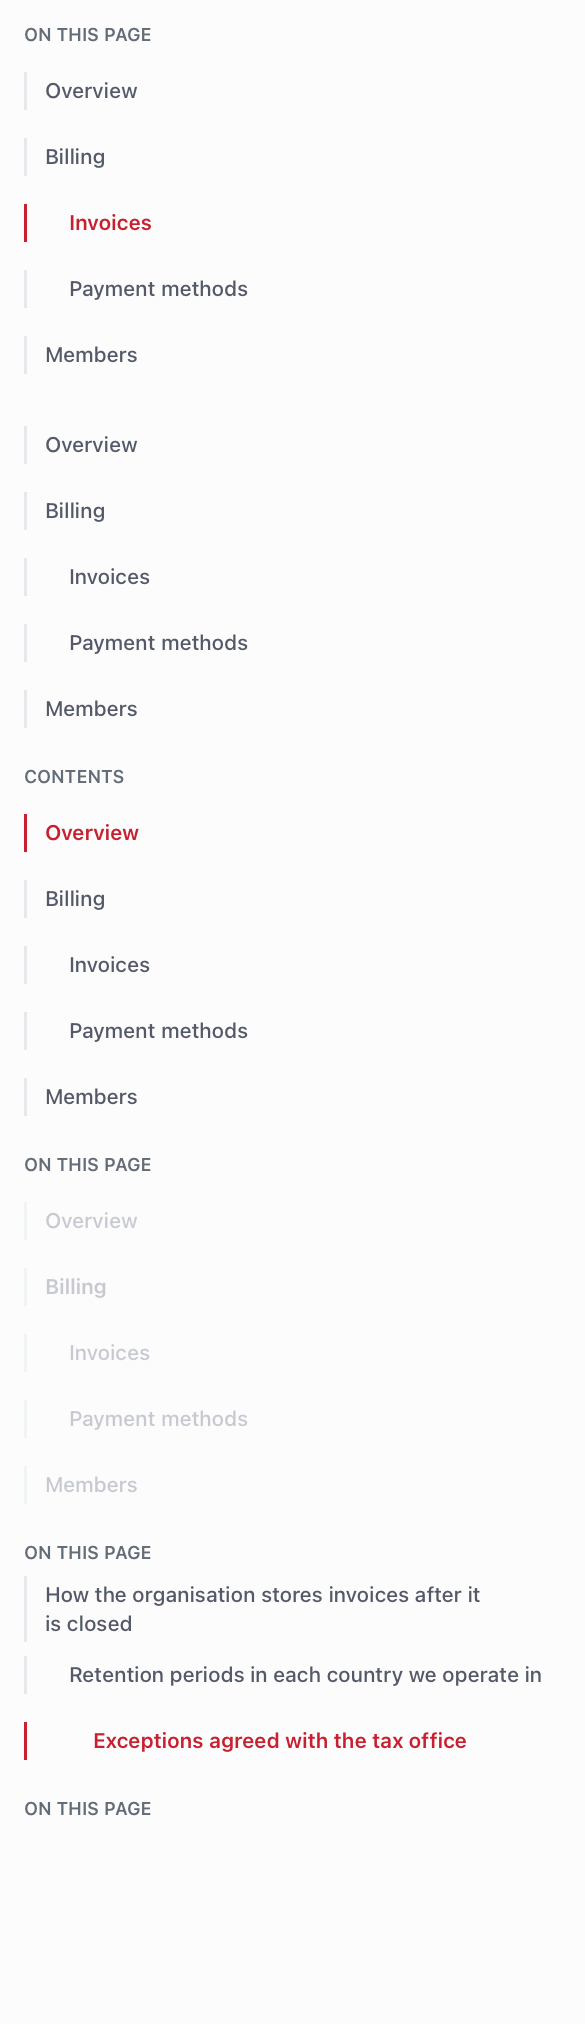 ON THIS PAGE
Overview
Billing
Invoices
Payment methods
Members
Overview
Billing
Invoices
Payment methods
Members
CONTENTS
Overview
Billing
Invoices
Payment methods
Members
ON THIS PAGE
Overview
Billing
Invoices
Payment methods
Members
ON THIS PAGE
How the organisation stores invoices after it
is closed
Retention periods in each country we operate in
Exceptions agreed with the tax office
ON THIS PAGE